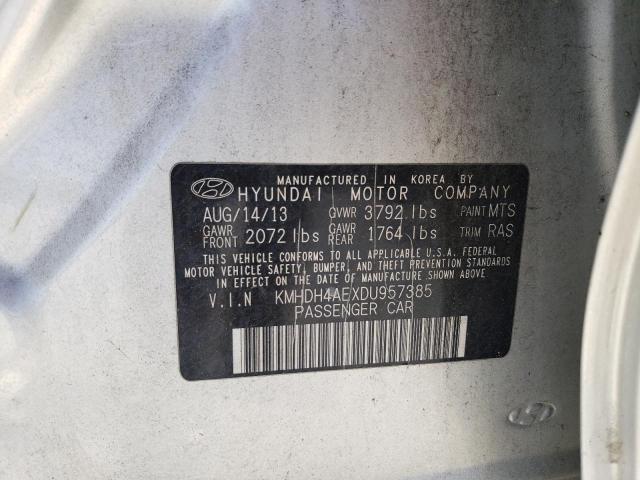 MANUFACTURED IN KOREA BY
HYUNDAI MOTOR COMPANY
AUG/14/13 GVWR 3792 lbs PAINT MTS
GAWR FRONT 2072 lbs GAWR REAR 1764 lbs TRIM RAS
THIS VEHICLE CONFORMS TO ALL APPLICABLE U.S.A. FEDERAL
MOTOR VEHICLE SAFETY, BUMPER, AND THEFT PREVENTION STANDARDS
IN EFFECT ON THE DATE OF MANUFACTURE SHOWN ABOVE.
V.I.N KMHDH4AEXDU957385
PASSENGER CAR